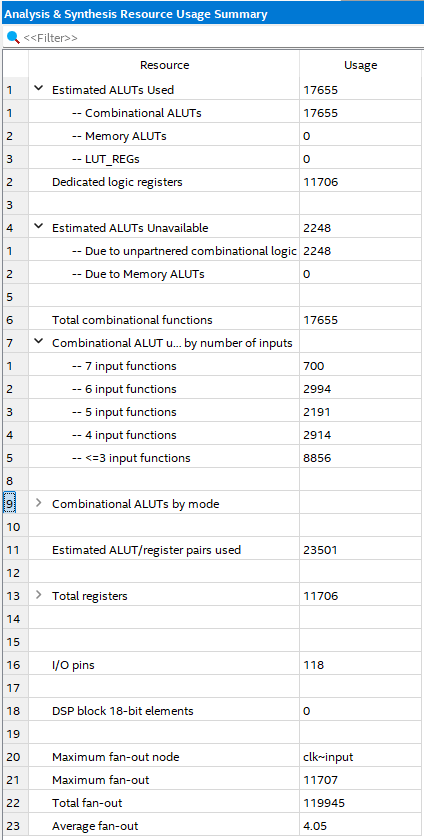 Analysis & Synthesis Resource Usage Summary
<<Filter>>
Resource Usage
1 Estimated ALUTs Used 17655
1 -- Combinational ALUTs 17655
2 -- Memory ALUTs 0
3 -- LUT_REGs 0
2 Dedicated logic registers 11706
3
4 Estimated ALUTs Unavailable 2248
1 -- Due to unpartnered combinational logic 2248
2 -- Due to Memory ALUTs 0
5
6 Total combinational functions 17655
7 Combinational ALUT u... by number of inputs
1 -- 7 input functions 700
2 -- 6 input functions 2994
3 -- 5 input functions 2191
4 -- 4 input functions 2914
5 -- <=3 input functions 8856
8
9 Combinational ALUTs by mode
10
11 Estimated ALUT/register pairs used 23501
12
13 Total registers 11706
14
15
16 I/O pins 118
17
18 DSP block 18-bit elements 0
19
20 Maximum fan-out node clk~input
21 Maximum fan-out 11707
22 Total fan-out 119945
23 Average fan-out 4.05